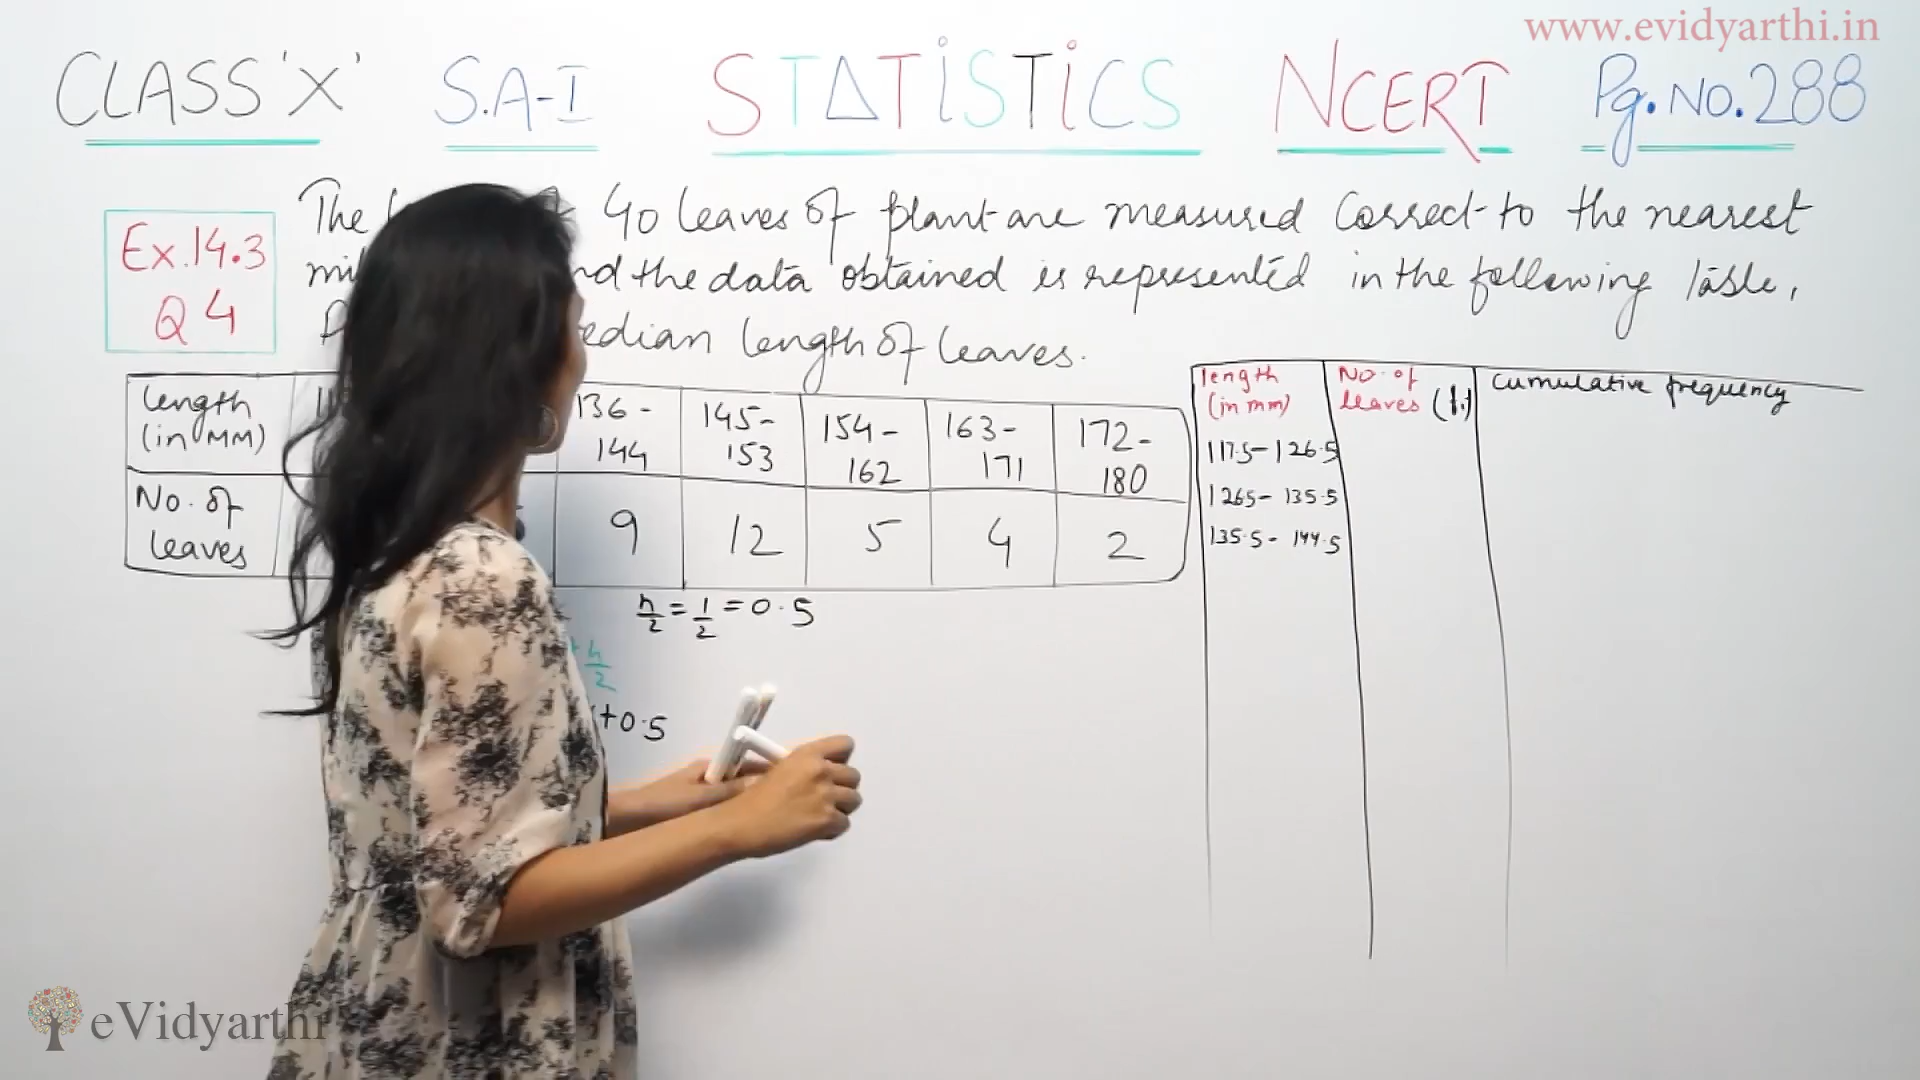 www.evidyarthi.in
CLASS 'X' S.A-I STATISTICS NCERT Pg.NO.288
Ex.14.3
Q 4
The 40 leaves of plant are measured correct to the nearest
and the data obtained is represented in the following table,
length of leaves.
length
(in MM)
136 -
144
145-
153
154-
162
163-
171
172-
180
No. of
leaves
9 12 5 4 2
h/2 = 1/2 = 0.5
+ h/2
+0.5
length
(in mm)
No. of
leaves (f.)
Cumulative frequency
117.5-126.5
126.5- 135.5
135.5- 144.5
eVidyarthi